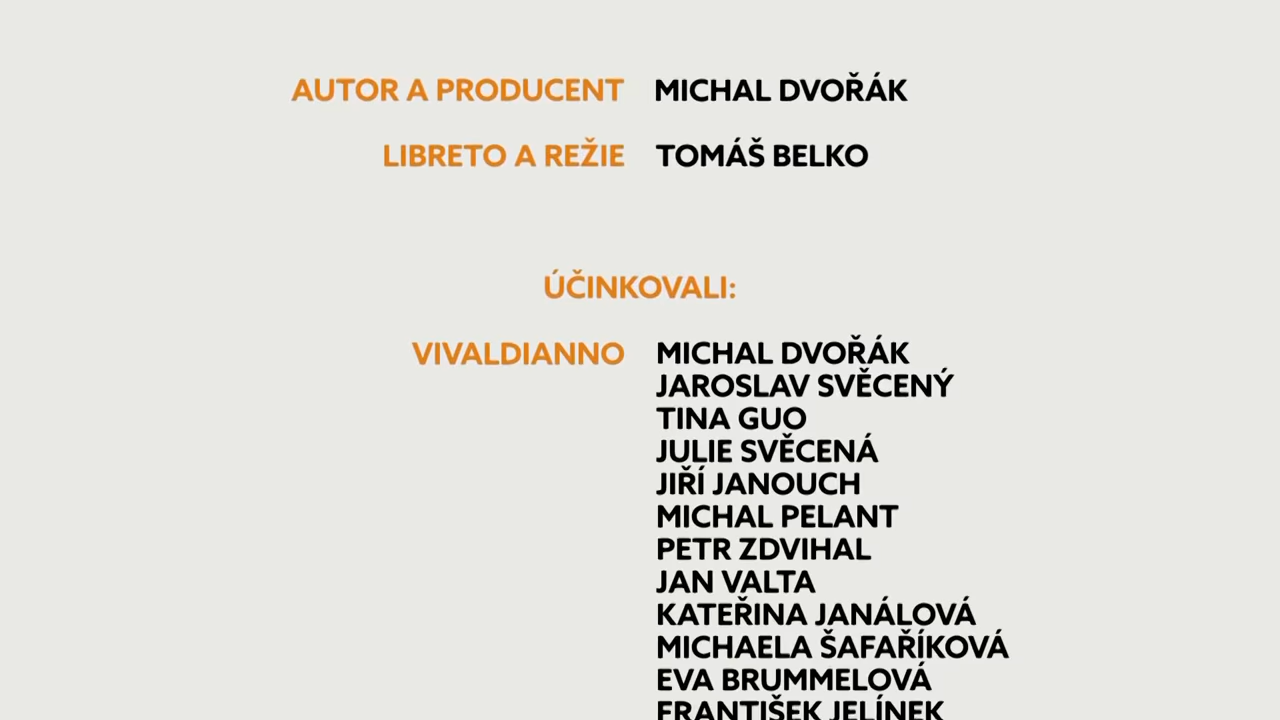 AUTOR A PRODUCENT MICHAL DVOŘÁK
LIBRETO A REŽIE TOMÁŠ BELKO
ÚČINKOVALI:
VIVALDIANNO MICHAL DVOŘÁK
JAROSLAV SVĚCENÝ
TINA GUO
JULIE SVĚCENÁ
JIŘÍ JANOUCH
MICHAL PELANT
PETR ZDVIHAL
JAN VALTA
KATEŘINA JANÁLOVÁ
MICHAELA ŠAFAŘÍKOVÁ
EVA BRUMMELOVÁ
FRANTIŠEK JELÍNEK